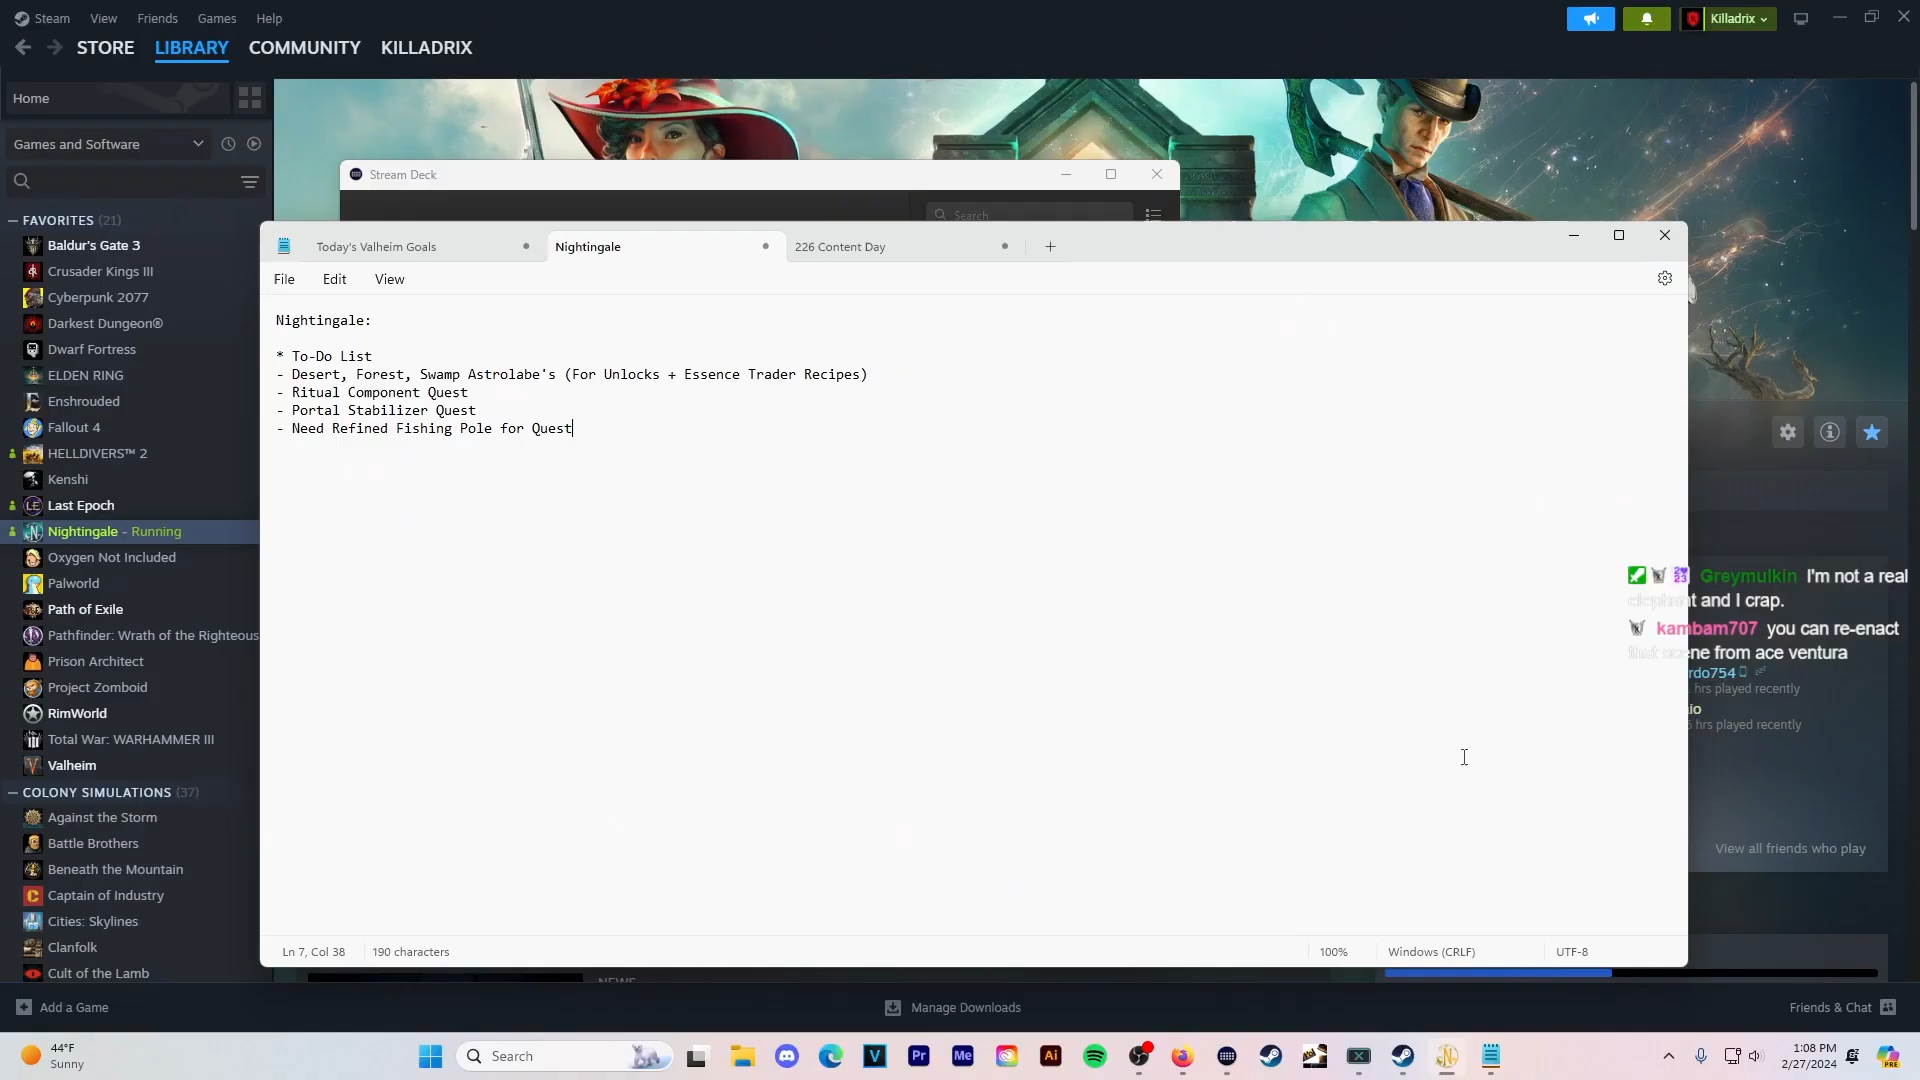 Steam View Friends Games Help
Killadrix
STORE LIBRARY COMMUNITY KILLADRIX
Home
Games and Software
FAVORITES (21)
Baldur's Gate 3
Crusader Kings III
Cyberpunk 2077
Darkest Dungeon®
Dwarf Fortress
ELDEN RING
Enshrouded
Fallout 4
HELLDIVERS™ 2
Kenshi
Last Epoch
Nightingale - Running
Oxygen Not Included
Palworld
Path of Exile
Pathfinder: Wrath of the Righteous
Prison Architect
Project Zomboid
RimWorld
Total War: WARHAMMER III
Valheim
COLONY SIMULATIONS (37)
Against the Storm
Battle Brothers
Beneath the Mountain
Captain of Industry
Cities: Skylines
Clanfolk
Cult of the Lamb
Stream Deck
Search
Today's Valheim Goals
Nightingale
226 Content Day
File Edit View
Nightingale:
* To-Do List
- Desert, Forest, Swamp Astrolabe's (For Unlocks + Essence Trader Recipes)
- Ritual Component Quest
- Portal Stabilizer Quest
- Need Refined Fishing Pole for Quest
Ln 7, Col 38 190 characters 100% Windows (CRLF) UTF-8
Greymulkin I'm not a real
elephant and I crap.
kambam707 you can re-enact
that scene from ace ventura
rdo754
hrs played recently
hrs played recently
View all friends who play
NEWS
Add a Game
Manage Downloads
Friends & Chat
44°F
Sunny
Search
1:08 PM
2/27/2024